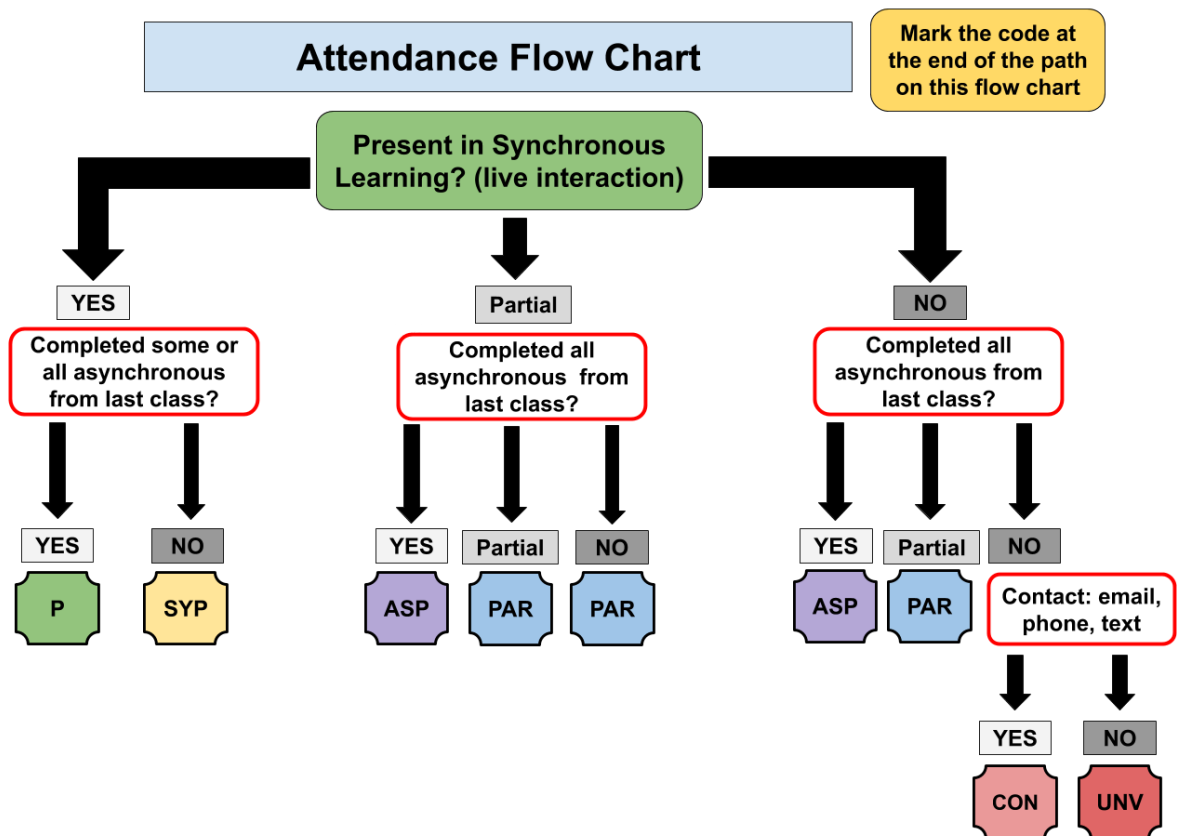 Attendance Flow Chart
Mark the code at
the end of the path
on this flow chart
Present in Synchronous
Learning? (live interaction)
YES
Partial
NO
Completed some or
all asynchronous
from last class?
Completed all
asynchronous from
last class?
Completed all
asynchronous from
last class?
YES
NO
YES
Partial
NO
YES
Partial
NO
P
SYP
ASP
PAR
PAR
ASP
PAR
Contact: email,
phone, text
YES
NO
CON
UNV